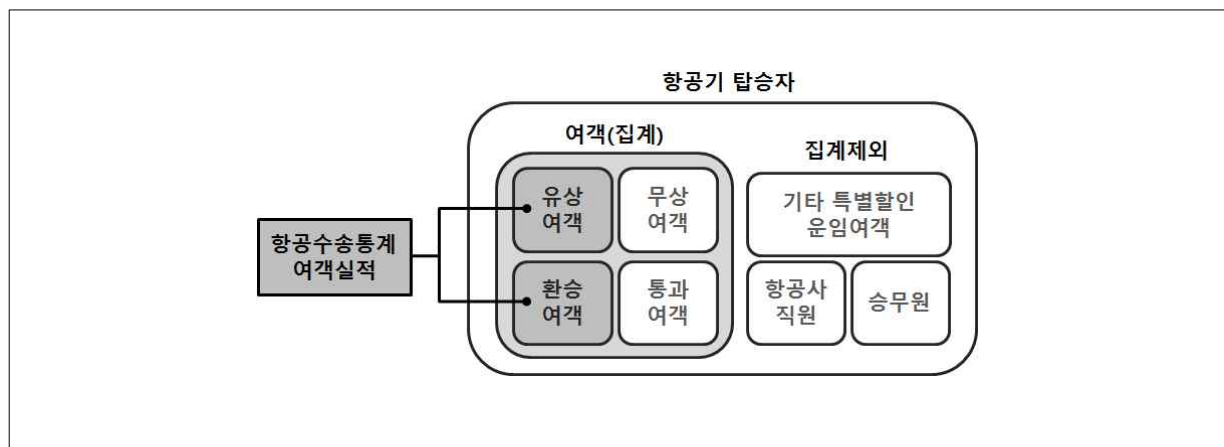 항공기 탑승자
여객(집계)
집계제외
유상
여객
무상
여객
기타 특별할인
운임여객
항공수송통계
여객실적
환승
여객
통과
여객
항공사
직원
승무원